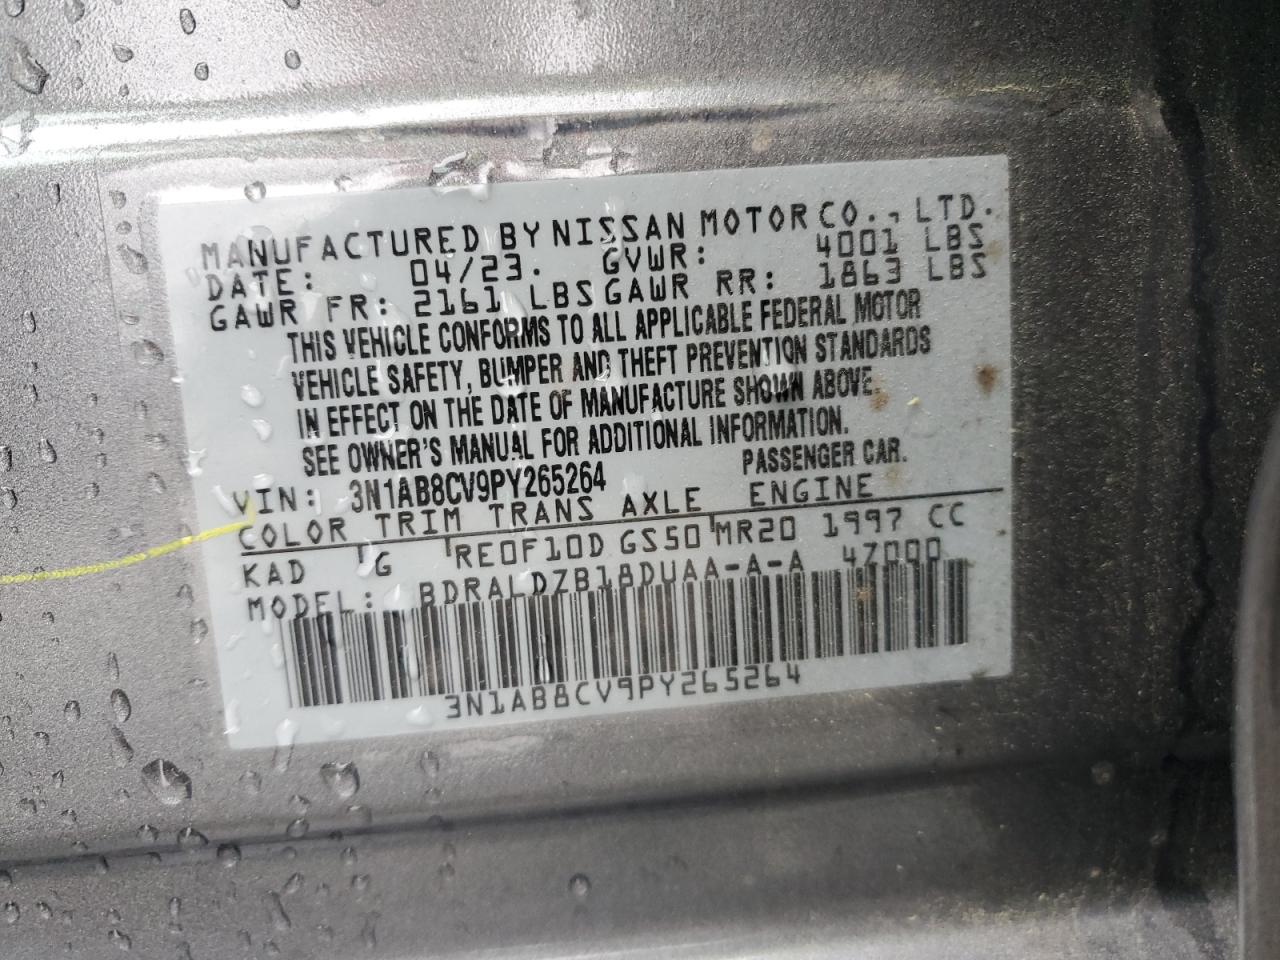 MANUFACTURED BY NISSAN MOTOR CO., LTD.
DATE: 04/23. GVWR: 4001 LBS
GAWR FR: 2161 LBS GAWR RR: 1863 LBS
THIS VEHICLE CONFORMS TO ALL APPLICABLE FEDERAL MOTOR
VEHICLE SAFETY, BUMPER AND THEFT PREVENTION STANDARDS
IN EFFECT ON THE DATE OF MANUFACTURE SHOWN ABOVE.
SEE OWNER'S MANUAL FOR ADDITIONAL INFORMATION.
VIN: 3N1AB8CV9PY265264 PASSENGER CAR.
COLOR TRIM TRANS AXLE ENGINE
KAD G RE0F10D GS50 MR20 1997 CC
MODEL: BDRALDZB18DUAA-A-A 4Z000
3N1AB8CV9PY265264